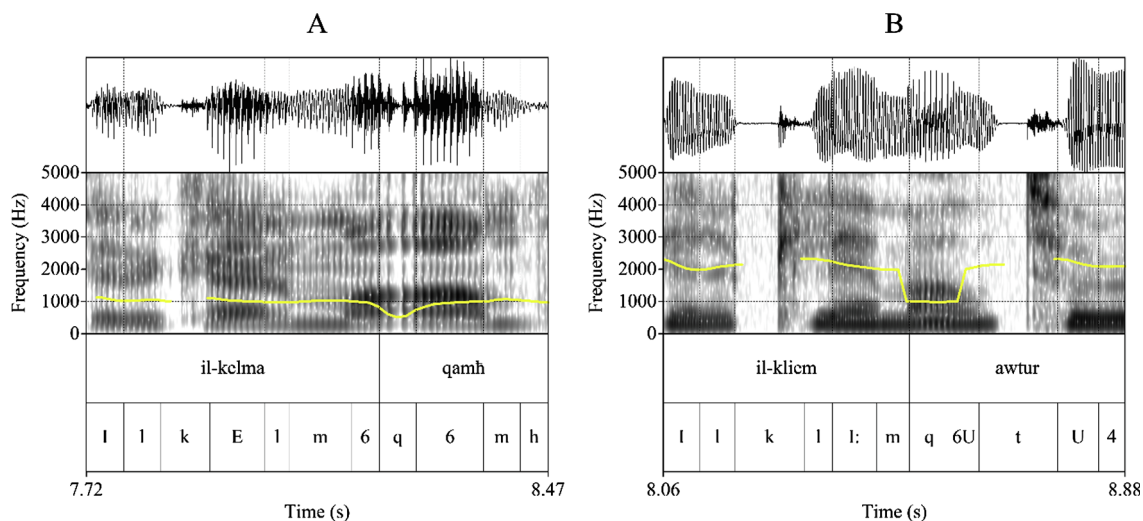 A
5000
4000
3000
2000
1000
0
Frequency (Hz)
il-kelma qamħ
I l k E l m 6 q 6 m h
7.72 8.47
Time (s)
B
5000
4000
3000
2000
1000
0
Frequency (Hz)
il-kliem awtur
I l k l I: m q 6U t U 4
8.06 8.88
Time (s)